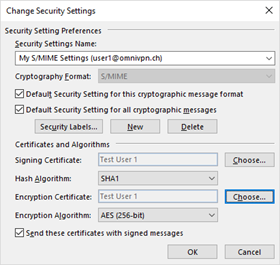 Change Security Settings
Security Setting Preferences
Security Settings Name:
My S/MIME Settings (user1@omnivpn.ch)
Cryptography Format: S/MIME
Default Security Setting for this cryptographic message format
Default Security Setting for all cryptographic messages
Security Labels... New Delete
Certificates and Algorithms
Signing Certificate: Test User 1 Choose...
Hash Algorithm: SHA1
Encryption Certificate: Test User 1 Choose...
Encryption Algorithm: AES (256-bit)
Send these certificates with signed messages
OK Cancel